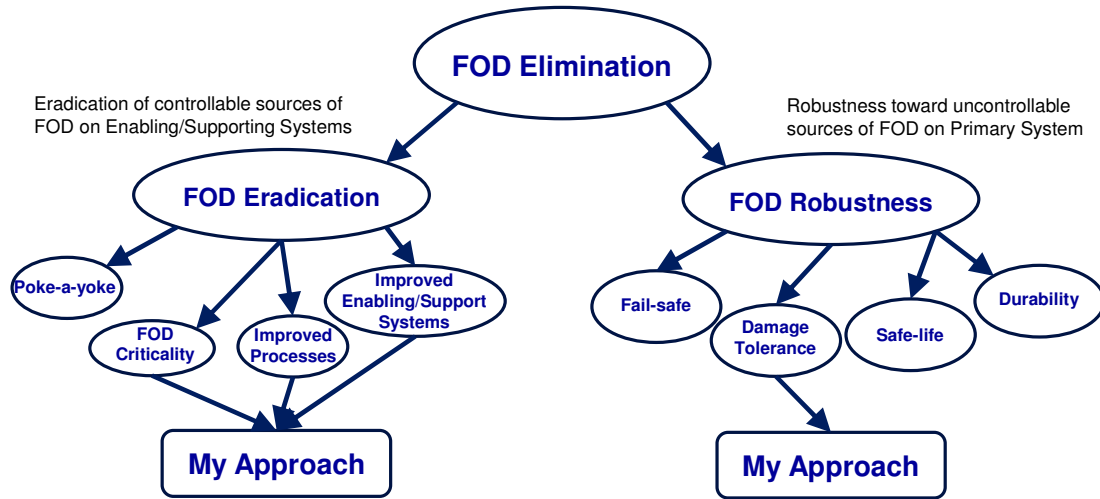 FOD Elimination
Eradication of controllable sources of
FOD on Enabling/Supporting Systems
Robustness toward uncontrollable
sources of FOD on Primary System
FOD Eradication
FOD Robustness
Poke-a-yoke
FOD
Criticality
Improved
Processes
Improved
Enabling/Support
Systems
Fail-safe
Damage
Tolerance
Safe-life
Durability
My Approach
My Approach